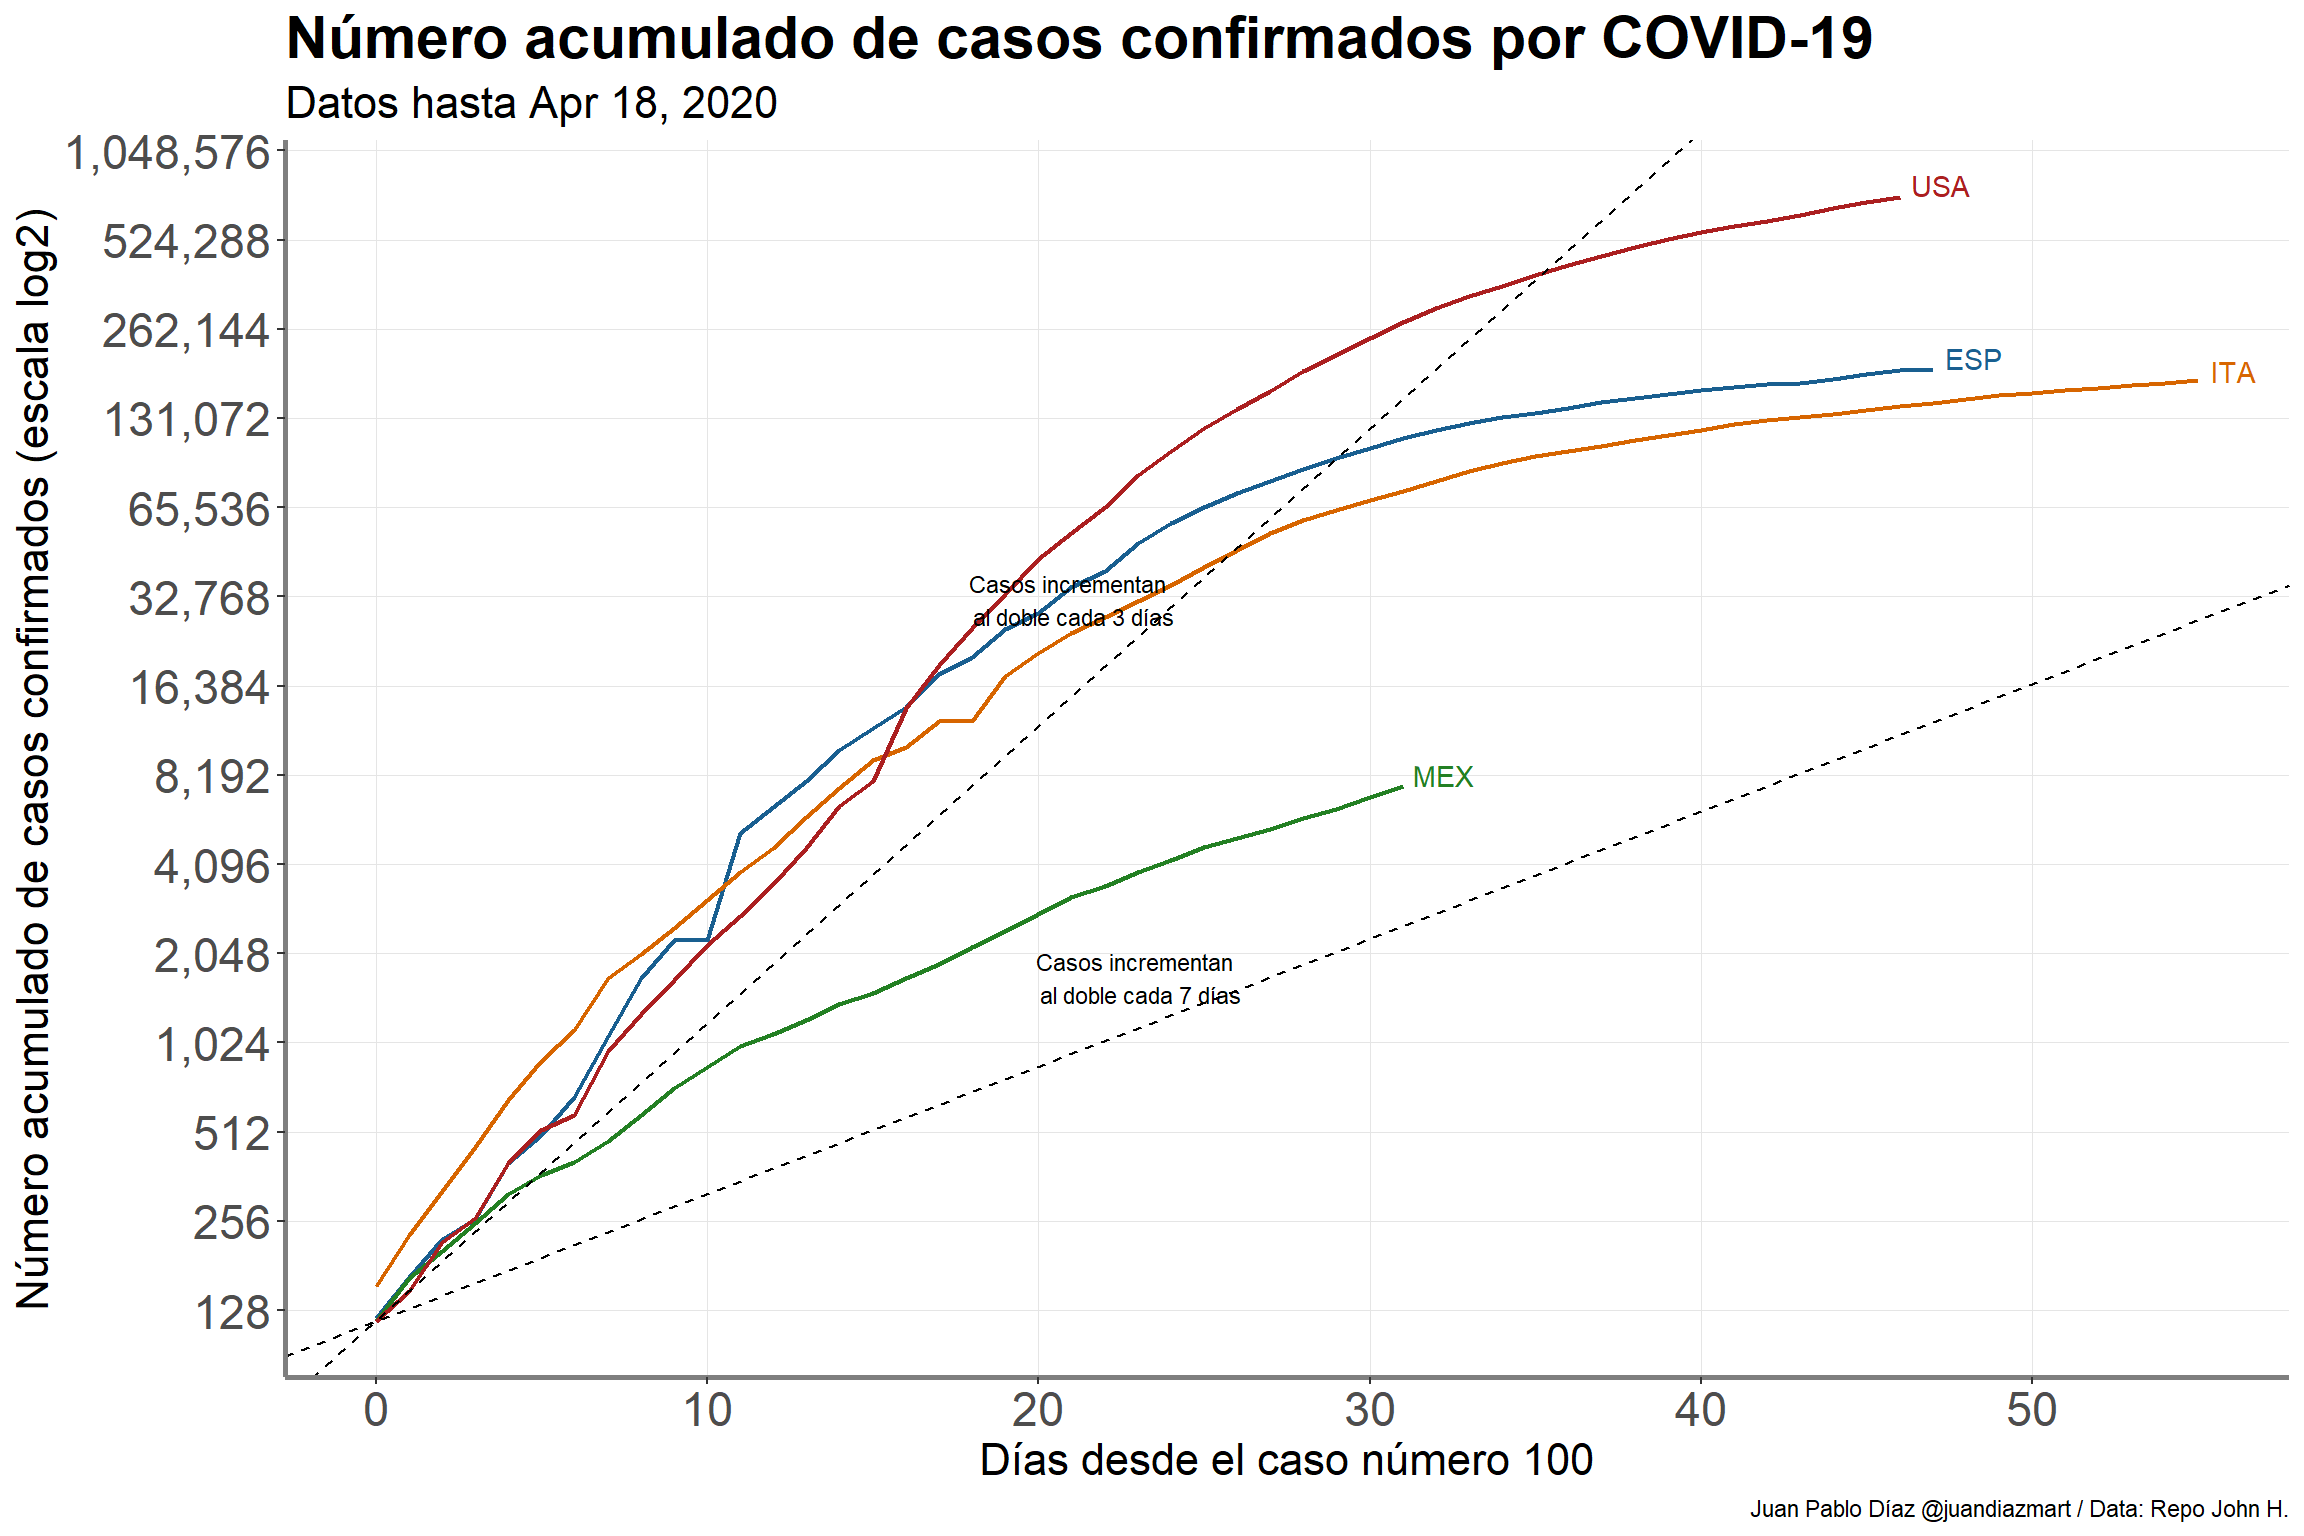 Número acumulado de casos confirmados por COVID-19
Datos hasta Apr 18, 2020
Número acumulado de casos confirmados (escala log2)
1,048,576
524,288
262,144
131,072
65,536
32,768
16,384
8,192
4,096
2,048
1,024
512
256
128
USA
ESP
ITA
Casos incrementan
al doble cada 3 días
MEX
Casos incrementan
al doble cada 7 días
0 10 20 30 40 50
Días desde el caso número 100
Juan Pablo Díaz @juandiazmart / Data: Repo John H.